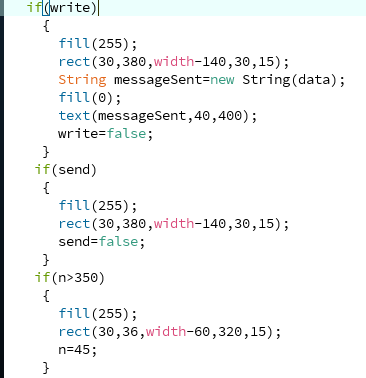 if(write)
{
fill(255);
rect(30,380,width-140,30,15);
String messageSent=new String(data);
fill(0);
text(messageSent,40,400);
write=false;
}
if(send)
{
fill(255);
rect(30,380,width-140,30,15);
send=false;
}
if(n>350)
{
fill(255);
rect(30,36,width-60,320,15);
n=45;
}